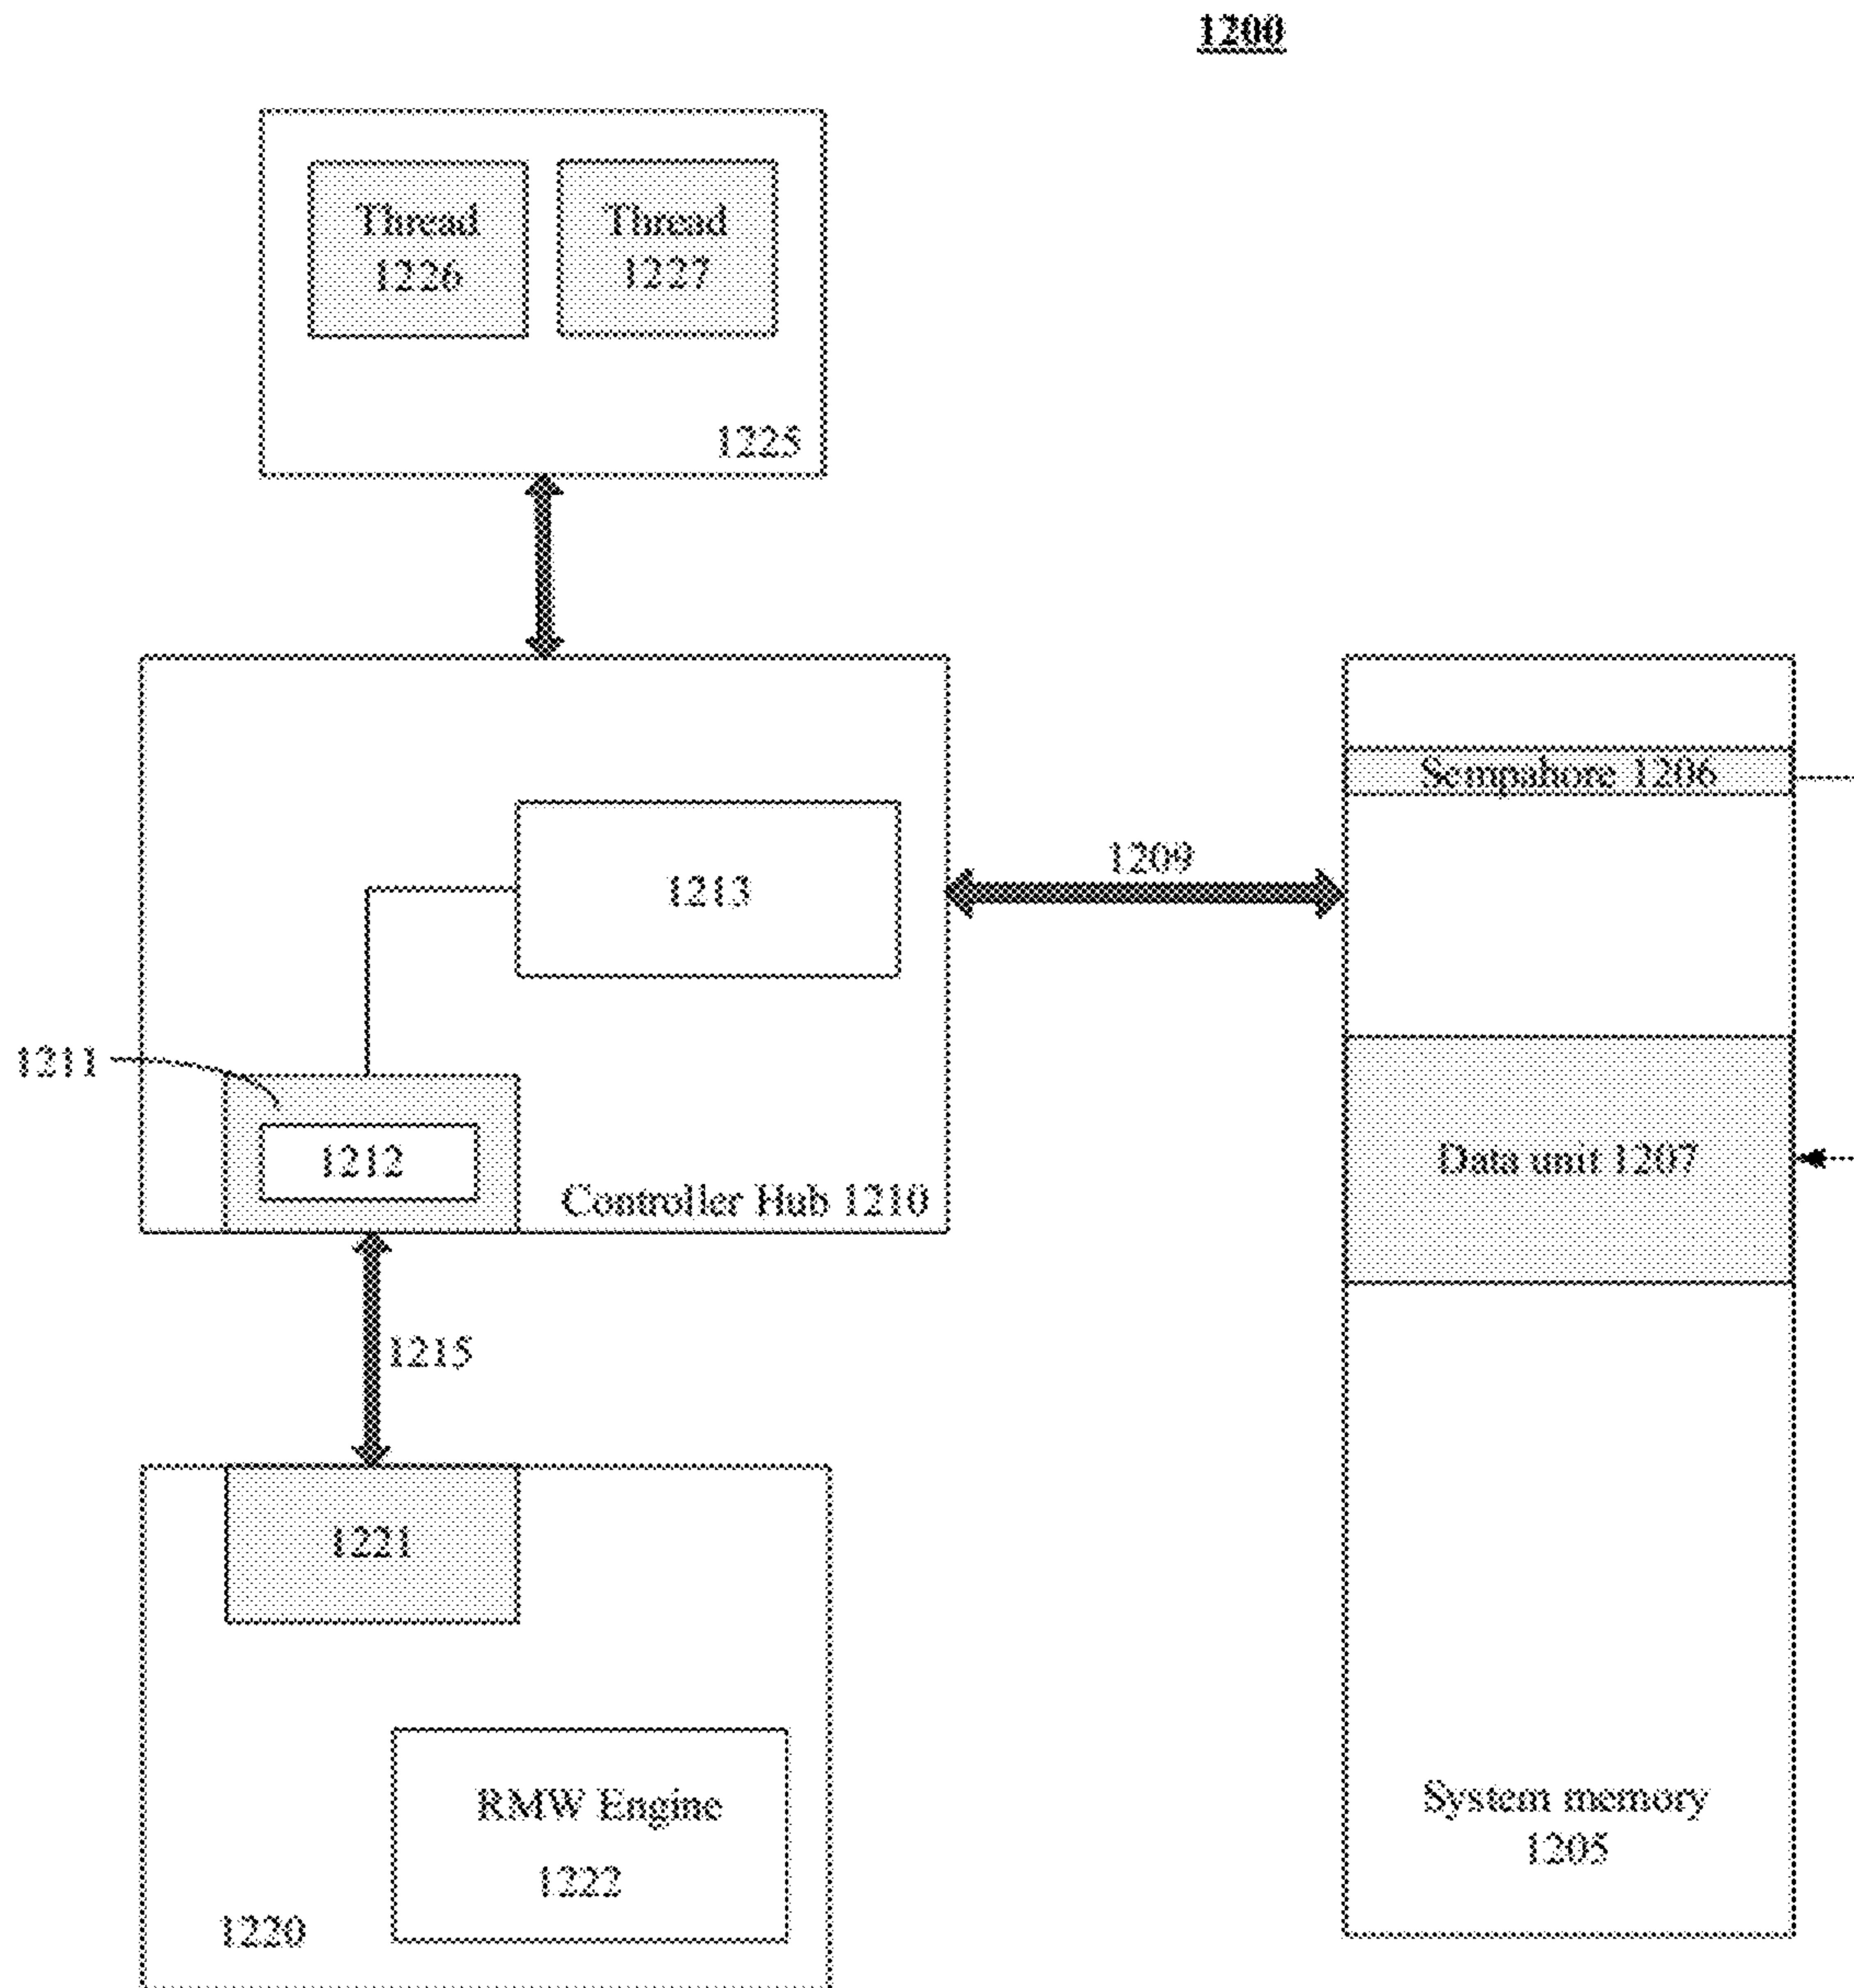 1200
Thread
1226
Thread
1227
1225
Sempahore 1206
1209
1213
1211
1212
Data unit 1207
Controller Hub 1210
1215
1221
RMW Engine
1222
System memory
1205
1220